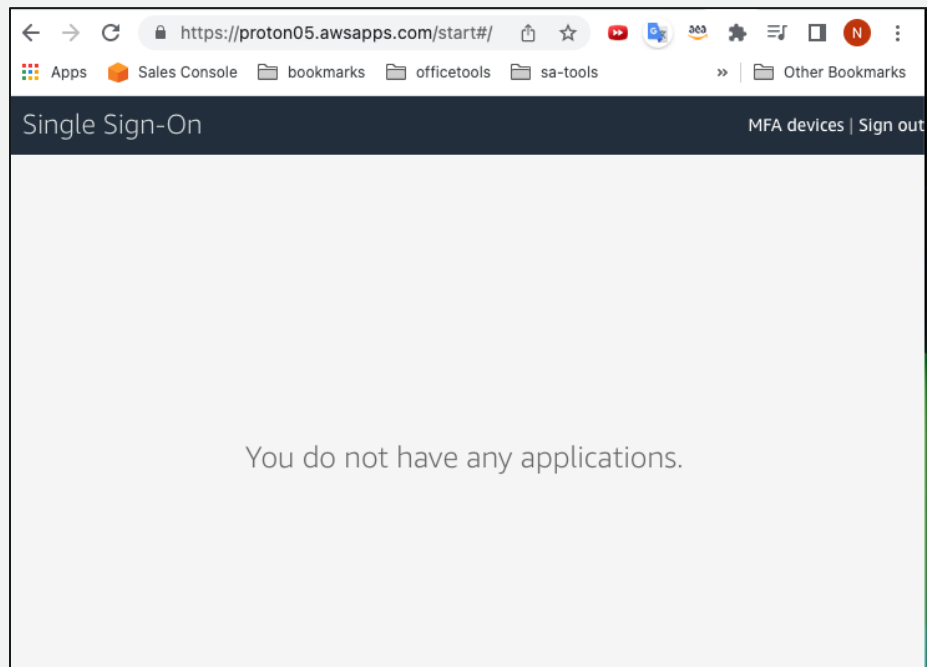 https://proton05.awsapps.com/start#/ aea N
Apps Sales Console bookmarks officetools sa-tools » Other Bookmarks
Single Sign-On MFA devices | Sign out
You do not have any applications.